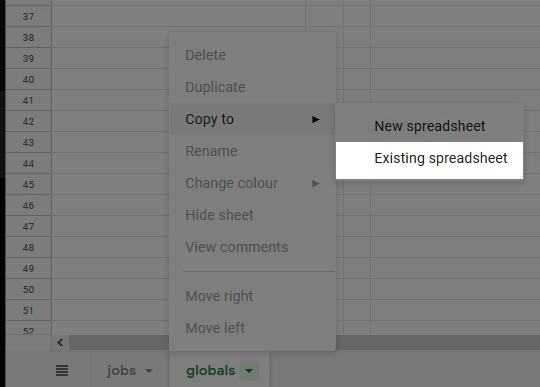 37
38
39
40
41
42
43
44
45
46
47
48
49
50
51
52
Delete
Duplicate
Copy to
Rename
Change colour
Hide sheet
View comments
Move right
Move left
New spreadsheet
Existing spreadsheet
jobs
globals